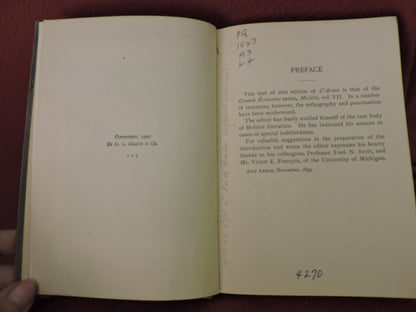 Copyright, 1900
By D. C. Heath & Co.
PQ
1837
A3
L4
PREFACE
The text of this edition of L'Avare is that of the
Grands Écrivains series, Molière, vol. VII. In a number
of instances, however, the orthography and punctuation
have been modernized.
The editor has freely availed himself of the vast body
of Molière literature. He has indicated his sources in
cases of special indebtedness.
For valuable suggestions in the preparation of the
introduction and notes the editor expresses his hearty
thanks to his colleagues, Professor Fred. N. Scott, and
Mr. Victor E. François, of the University of Michigan.
Ann Arbor, November, 1899.
4270